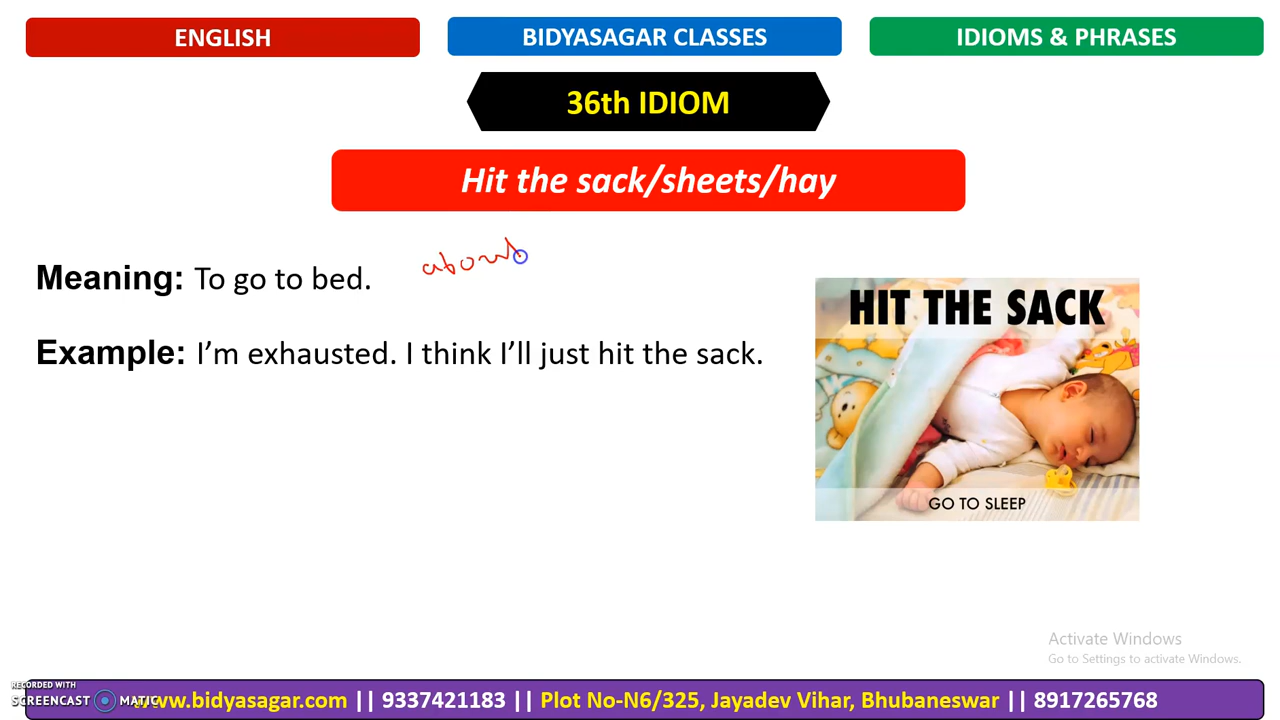 ENGLISH
BIDYASAGAR CLASSES
IDIOMS & PHRASES
36th IDIOM
Hit the sack/sheets/hay
about
Meaning: To go to bed.
HIT THE SACK
Example: I'm exhausted. I think I'll just hit the sack.
GO TO SLEEP
Activate Windows
Go to Settings to activate Windows.
RECORDED WITH
SCREENCAST MATIC
www.bidyasagar.com || 9337421183 || Plot No-N6/325, Jayadev Vihar, Bhubaneswar || 8917265768